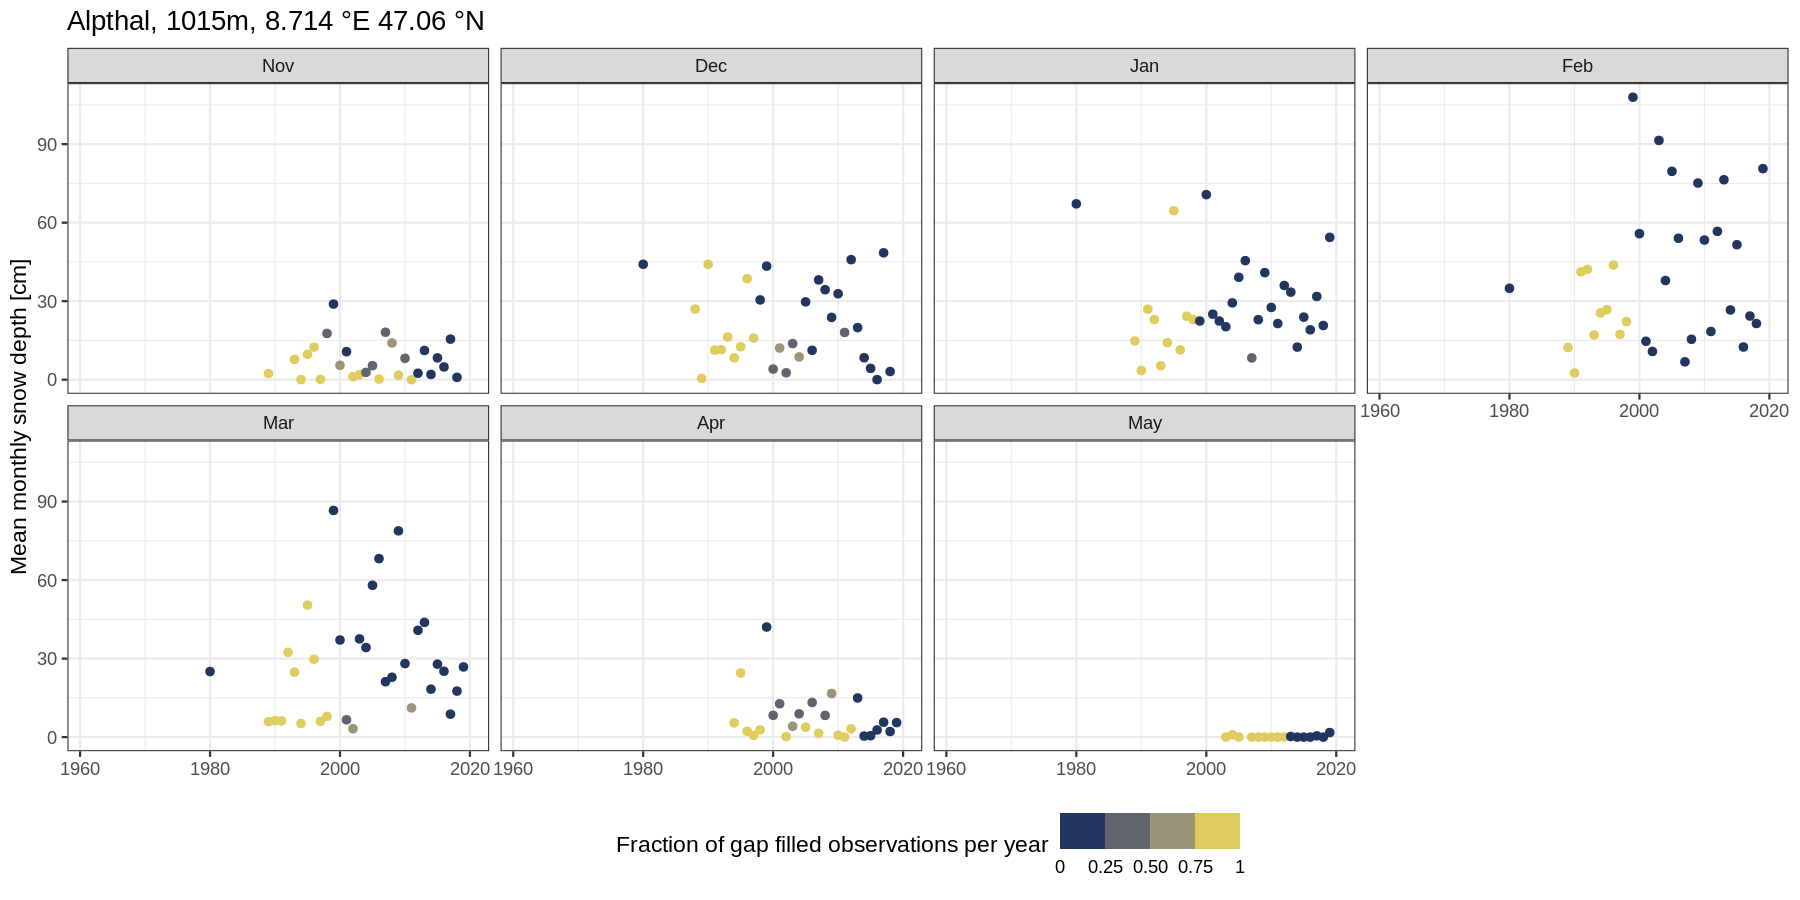 Alpthal, 1015m, 8.714 °E 47.06 °N
Nov
Dec
Jan
Feb
90
60
30
0
1960
1980
2000
2020
Mar
Apr
May
90
60
30
0
1960
1980
2000
2020
1960
1980
2000
2020
1960
1980
2000
2020
Mean monthly snow depth [cm]
Fraction of gap filled observations per year
0
0.25
0.50
0.75
1